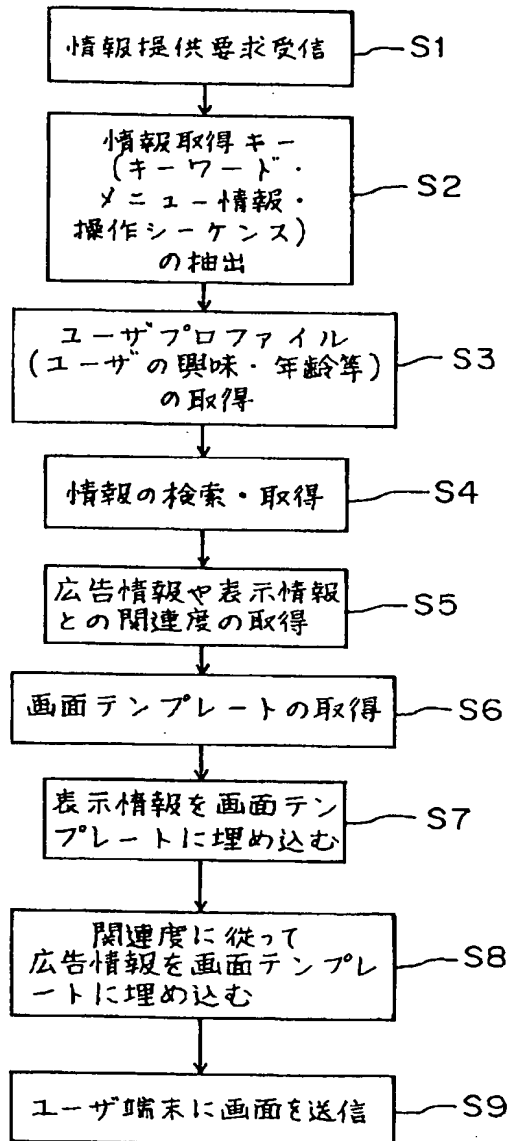 情報提供要求受信
S1
情報取得キー
(キーワード・
メニュー情報・
操作シーケンス)
の抽出
S2
ユーザプロファイル
(ユーザの興味・年齢等)
の取得
S3
情報の検索・取得
S4
広告情報や表示情報
との関連度の取得
S5
画面テンプレートの取得
S6
表示情報を画面テン
プレートに埋め込む
S7
関連度に従って
広告情報を画面テンプレ
ートに埋め込む
S8
ユーザ端末に画面を送信
S9